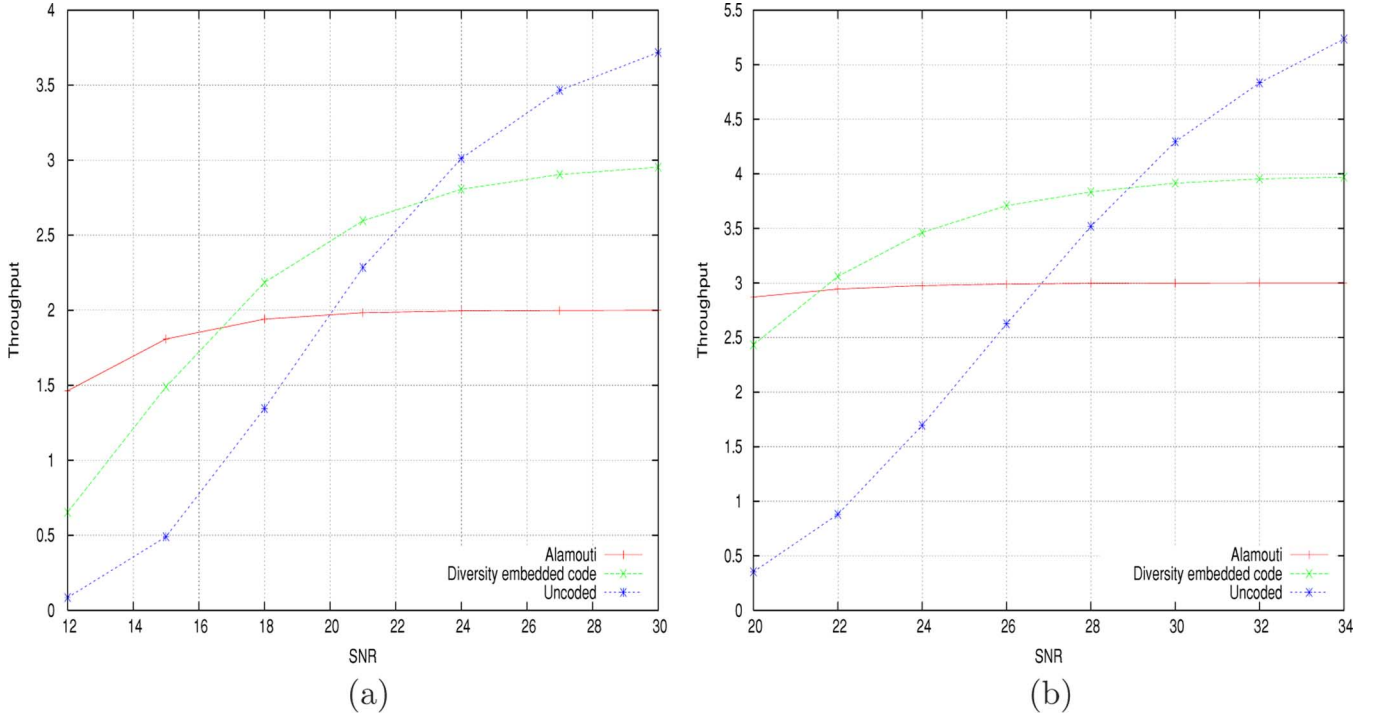 4
3.5
3
2.5
2
1.5
1
0.5
0
Throughput
12 14 16 18 20 22 24 26 28 30
SNR
Alamouti
Diversity embedded code
Uncoded
(a)
5.5
5
4.5
4
3.5
3
2.5
2
1.5
1
0.5
0
Throughput
20 22 24 26 28 30 32 34
SNR
Alamouti
Diversity embedded code
Uncoded
(b)